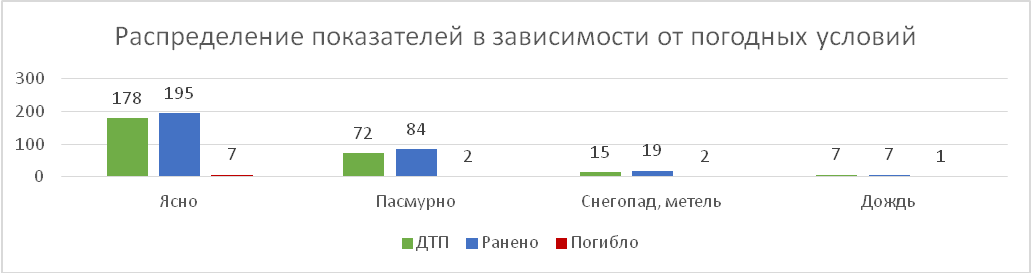 Распределение показателей в зависимости от погодных условий
300
200
100
0
178 195 7
72 84 2
15 19 2
7 7 1
Ясно Пасмурно Снегопад, метель Дождь
ДТП Ранено Погибло